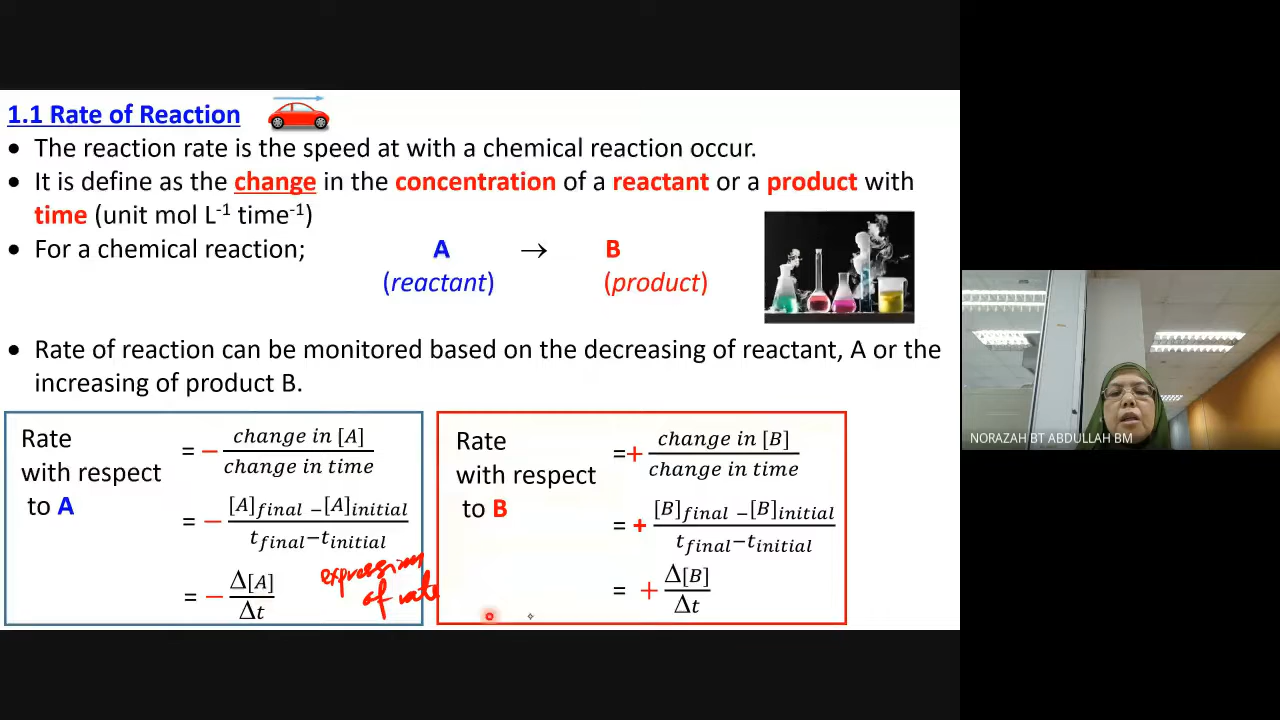 1.1 Rate of Reaction
• The reaction rate is the speed at with a chemical reaction occur.
• It is define as the change in the concentration of a reactant or a product with
time (unit mol L⁻¹ time⁻¹)
• For a chemical reaction; A → B
(reactant) (product)
• Rate of reaction can be monitored based on the decreasing of reactant, A or the
increasing of product B.
Rate
with respect
to A
= − change in [A] / change in time
= − [A]final − [A]initial / tfinal − tinitial
= − Δ[A] / Δt
expression
of rate
Rate
with respect
to B
= + change in [B] / change in time
= + [B]final − [B]initial / tfinal − tinitial
= + Δ[B] / Δt
NORAZAH BT ABDULLAH BM